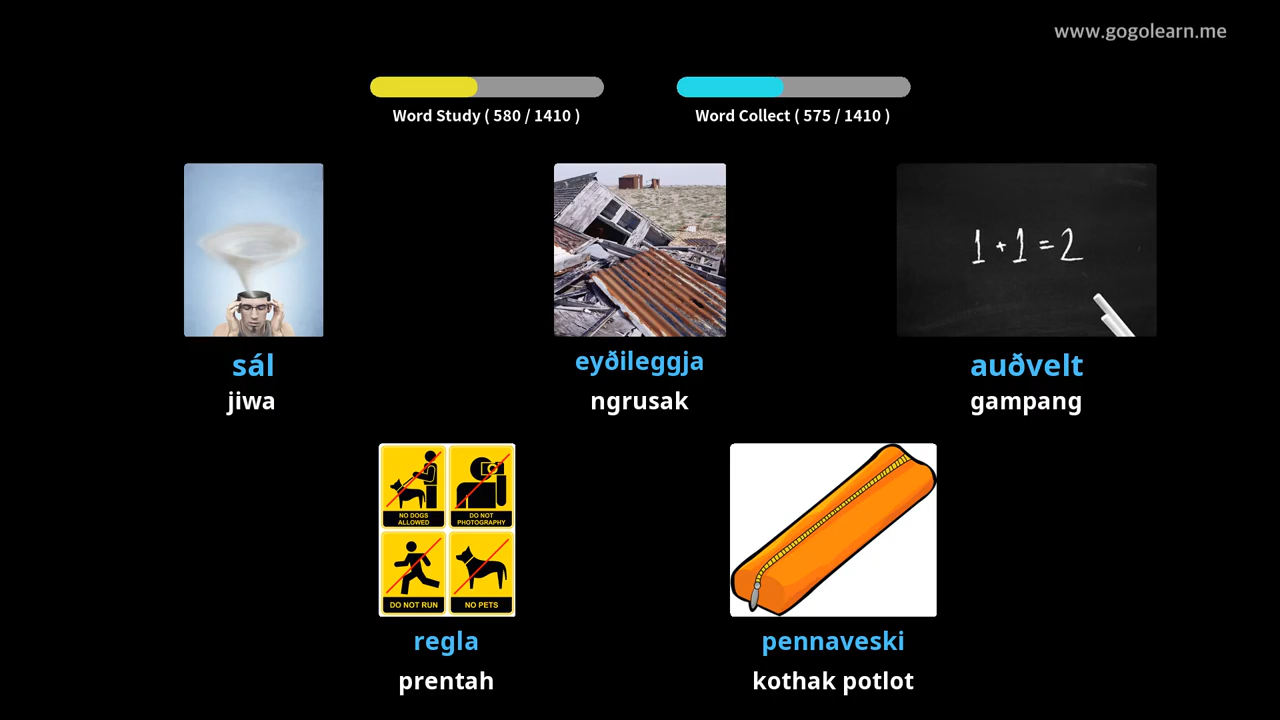 www.gogolearn.me
Word Study ( 580 / 1410 )
Word Collect ( 575 / 1410 )
1 + 1 = 2
sál
jiwa
eyðileggja
ngrusak
auðvelt
gampang
NO DOGS
ALLOWED
DO NOT
PHOTOGRAPHY
DO NOT RUN
NO PETS
regla
prentah
pennaveski
kothak potlot